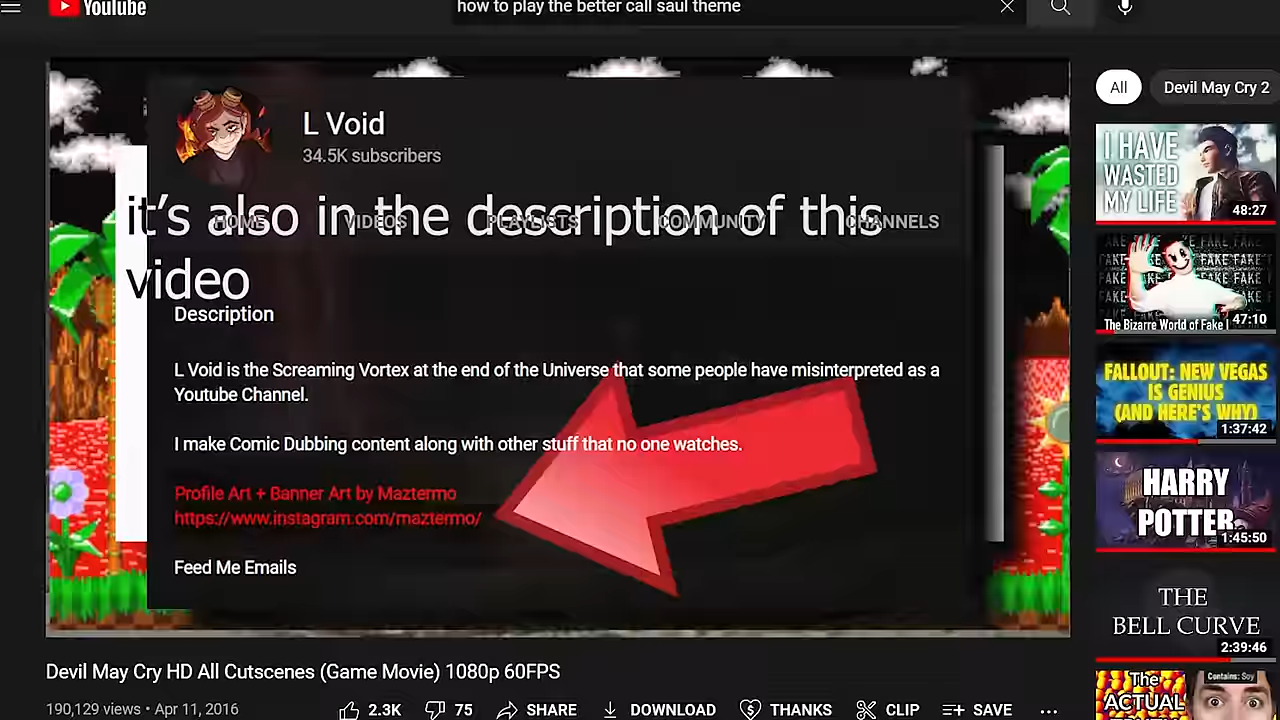 YouTube
how to play the better call saul theme
All
Devil May Cry 2
L Void
34.5K subscribers
HOME VIDEOS PLAYLISTS COMMUNITY CHANNELS
it's also in the description of this
video
Description
L Void is the Screaming Vortex at the end of the Universe that some people have misinterpreted as a
Youtube Channel.
I make Comic Dubbing content along with other stuff that no one watches.
Profile Art + Banner Art by Maztermo
https://www.instagram.com/maztermo/
Feed Me Emails
I HAVE
WASTED
MY LIFE
48:27
FAKE FAKE FAKE
The Bizarre World of Fake
47:10
FALLOUT: NEW VEGAS
IS GENIUS
(AND HERE'S WHY)
1:37:42
HARRY
POTTER
1:45:50
THE
BELL CURVE
2:39:46
The
ACTUAL
Contains: Soy
Devil May Cry HD All Cutscenes (Game Movie) 1080p 60FPS
190,129 views • Apr 11, 2016
2.3K 75 SHARE DOWNLOAD THANKS CLIP SAVE